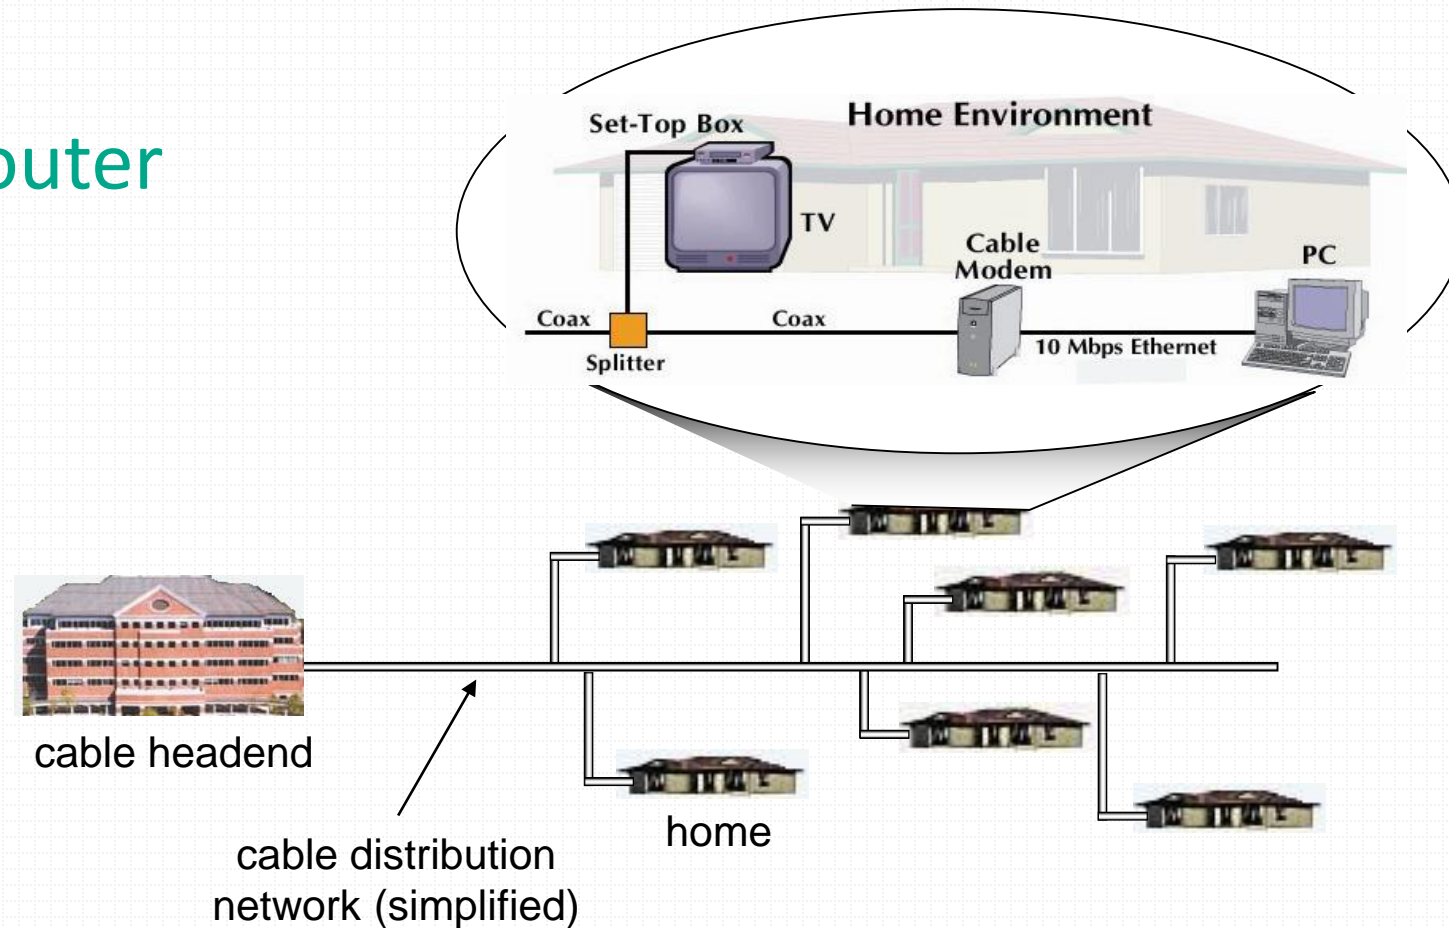 outer
Home Environment
Set-Top Box
TV
Cable
Modem
PC
Coax
Coax
10 Mbps Ethernet
Splitter
cable headend
home
cable distribution
network (simplified)